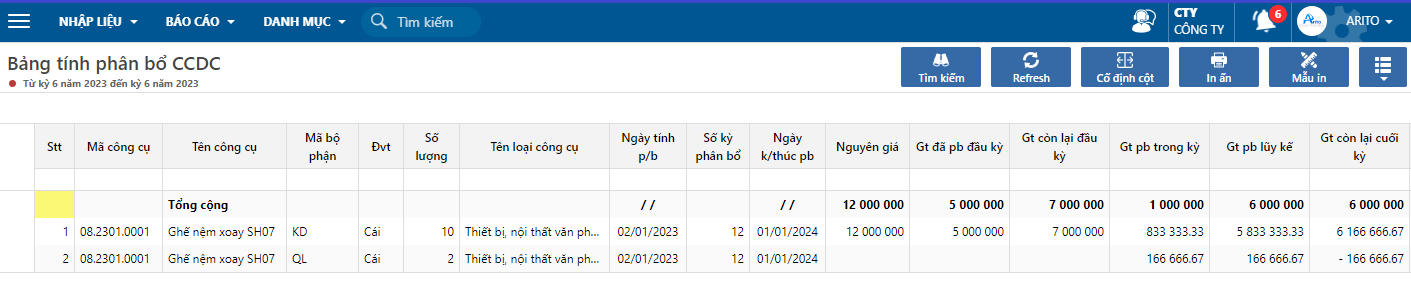 NHẬP LIỆU BÁO CÁO DANH MỤC Tìm kiếm CTY CÔNG TY 6 Arito ARITO
Bảng tính phân bổ CCDC
Từ kỳ 6 năm 2023 đến kỳ 6 năm 2023
Tìm kiếm Refresh Cố định cột In ấn Mẫu in
Stt Mã công cụ Tên công cụ Mã bộ phận Đvt Số lượng Tên loại công cụ Ngày tính p/b Số kỳ phân bổ Ngày k/thúc pb Nguyên giá Gt đã pb đầu kỳ Gt còn lại đầu kỳ Gt pb trong kỳ Gt pb lũy kế Gt còn lại cuối kỳ
Tổng cộng / / / / 12 000 000 5 000 000 7 000 000 1 000 000 6 000 000 6 000 000
1 08.2301.0001 Ghế nệm xoay SH07 KD Cái 10 Thiết bị, nội thất văn ph... 02/01/2023 12 01/01/2024 12 000 000 5 000 000 7 000 000 833 333.33 5 833 333.33 6 166 666.67
2 08.2301.0001 Ghế nệm xoay SH07 QL Cái 2 Thiết bị, nội thất văn ph... 02/01/2023 12 01/01/2024 166 666.67 166 666.67 - 166 666.67